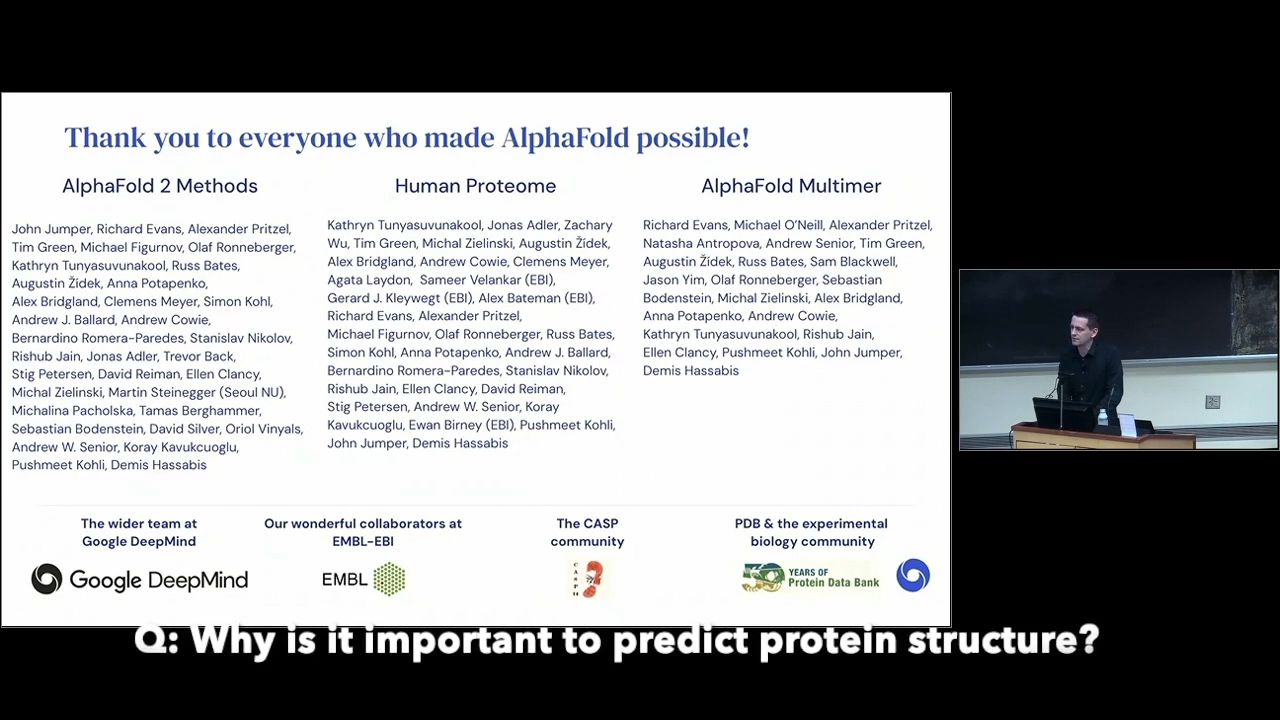 Thank you to everyone who made AlphaFold possible!
AlphaFold 2 Methods
John Jumper, Richard Evans, Alexander Pritzel,
Tim Green, Michael Figurnov, Olaf Ronneberger,
Kathryn Tunyasuvunakool, Russ Bates,
Augustin Žídek, Anna Potapenko,
Alex Bridgland, Clemens Meyer, Simon Kohl,
Andrew J. Ballard, Andrew Cowie,
Bernardino Romera-Paredes, Stanislav Nikolov,
Rishub Jain, Jonas Adler, Trevor Back,
Stig Petersen, David Reiman, Ellen Clancy,
Michal Zielinski, Martin Steinegger (Seoul NU),
Michalina Pacholska, Tamas Berghammer,
Sebastian Bodenstein, David Silver, Oriol Vinyals,
Andrew W. Senior, Koray Kavukcuoglu,
Pushmeet Kohli, Demis Hassabis
Human Proteome
Kathryn Tunyasuvunakool, Jonas Adler, Zachary
Wu, Tim Green, Michal Zielinski, Augustin Žídek,
Alex Bridgland, Andrew Cowie, Clemens Meyer,
Agata Laydon, Sameer Velankar (EBI),
Gerard J. Kleywegt (EBI), Alex Bateman (EBI),
Richard Evans, Alexander Pritzel,
Michael Figurnov, Olaf Ronneberger, Russ Bates,
Simon Kohl, Anna Potapenko, Andrew J. Ballard,
Bernardino Romera-Paredes, Stanislav Nikolov,
Rishub Jain, Ellen Clancy, David Reiman,
Stig Petersen, Andrew W. Senior, Koray
Kavukcuoglu, Ewan Birney (EBI), Pushmeet Kohli,
John Jumper, Demis Hassabis
AlphaFold Multimer
Richard Evans, Michael O'Neill, Alexander Pritzel,
Natasha Antropova, Andrew Senior, Tim Green,
Augustin Žídek, Russ Bates, Sam Blackwell,
Jason Yim, Olaf Ronneberger, Sebastian
Bodenstein, Michal Zielinski, Alex Bridgland,
Anna Potapenko, Andrew Cowie,
Kathryn Tunyasuvunakool, Rishub Jain,
Ellen Clancy, Pushmeet Kohli, John Jumper,
Demis Hassabis
The wider team at
Google DeepMind
Google DeepMind
Our wonderful collaborators at
EMBL-EBI
EMBL
The CASP
community
PDB & the experimental
biology community
50 YEARS OF
Protein Data Bank
Q: Why is it important to predict protein structure?